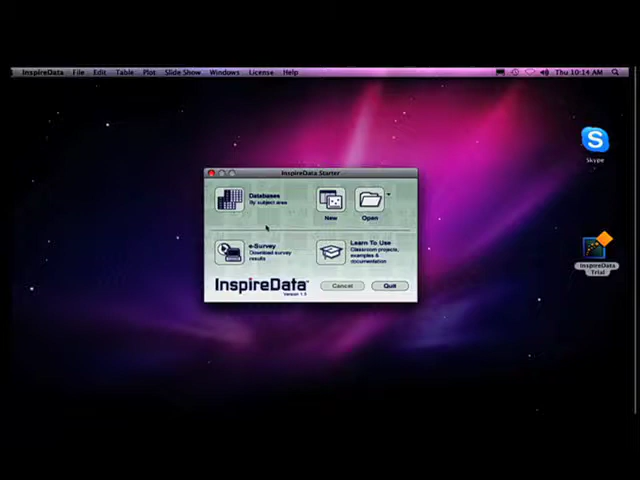 InspireData File Edit Table Plot Slide Show Windows License Help Thu 10:14 AM
InspireData Starter
Databases
By subject area
New
Open
e-Survey
Download survey
results
Learn To Use
Classroom projects,
examples &
documentation
InspireData
Cancel
Quit
Skype
InspireData
Trial